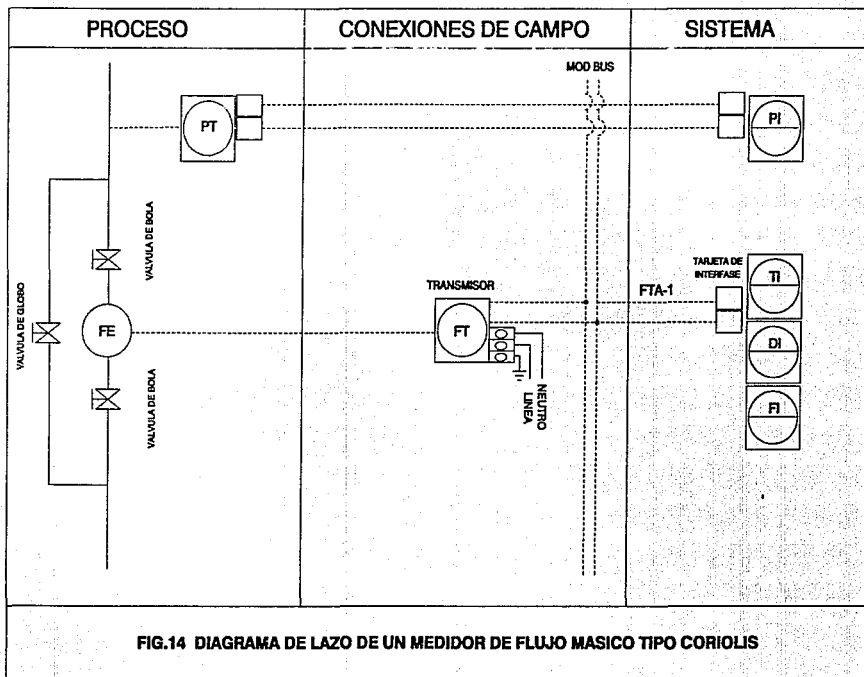 PROCESO
CONEXIONES DE CAMPO
SISTEMA
MOD BUS
PT
PI
VALVULA DE BOLA
TRANSMISOR
TARJETA DE
INTERFASE
FTA-1
TI
VALVULA DE GLOBO
FE
FT
DI
VALVULA DE BOLA
LINEA
NEUTRO
FI
FIG.14 DIAGRAMA DE LAZO DE UN MEDIDOR DE FLUJO MASICO TIPO CORIOLIS